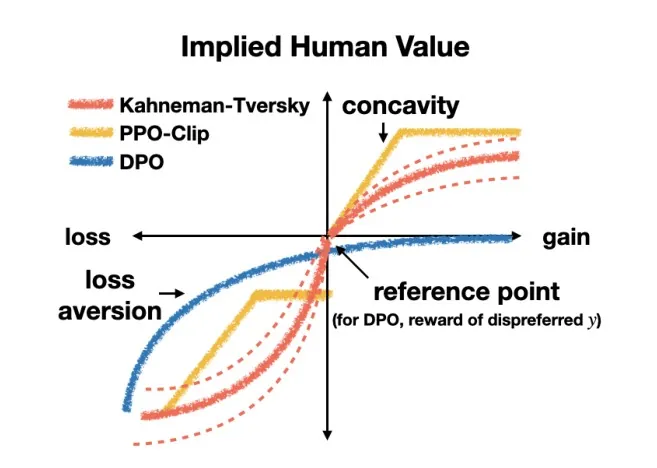 Implied Human Value
Kahneman-Tversky
PPO-Clip
DPO
concavity
loss
gain
loss
aversion
reference point
(for DPO, reward of dispreferred y)